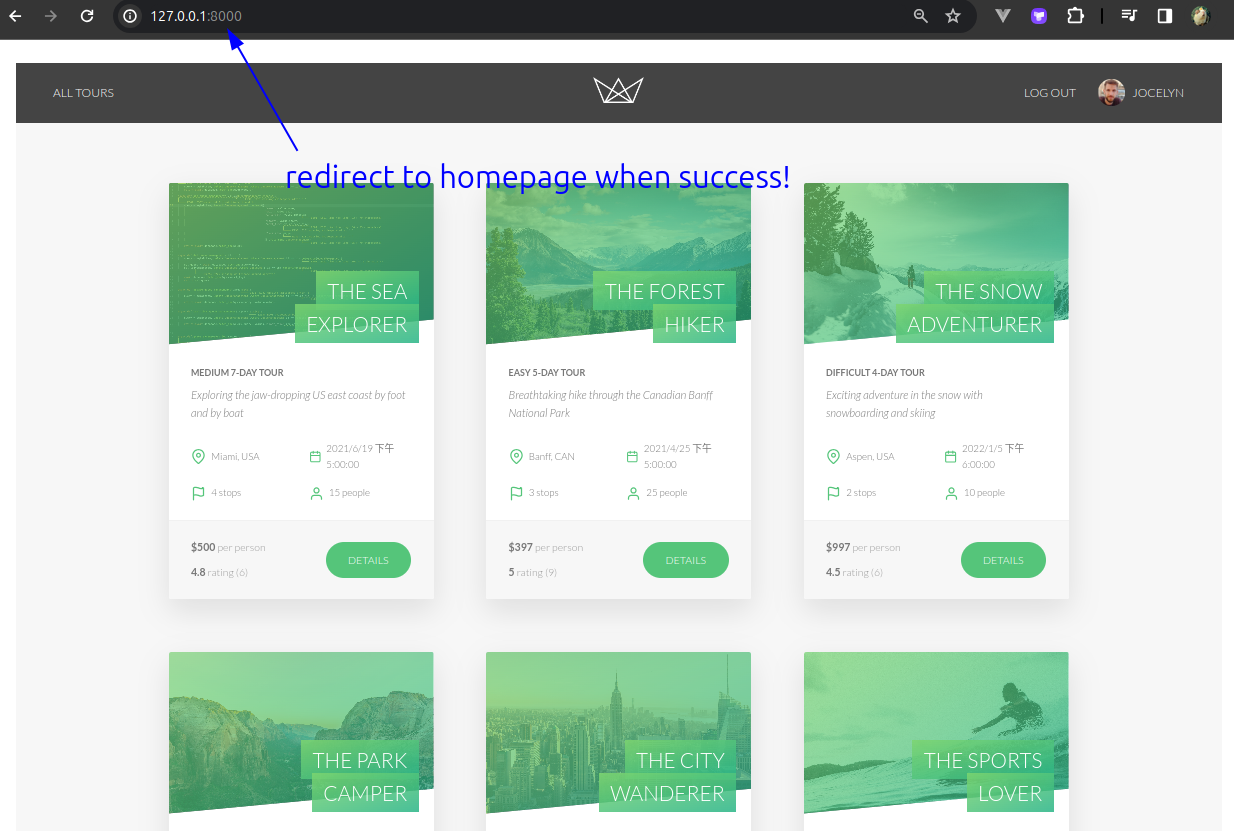 127.0.0.1:8000
ALL TOURS
LOG OUT
JOCELYN
redirect to homepage when success!
THE SEA
EXPLORER
MEDIUM 7-DAY TOUR
Exploring the jaw-dropping US east coast by foot
and by boat
Miami, USA
2021/6/19 下午
5:00:00
4 stops
15 people
$500 per person
4.8 rating (6)
DETAILS
THE FOREST
HIKER
EASY 5-DAY TOUR
Breathtaking hike through the Canadian Banff
National Park
Banff, CAN
2021/4/25 下午
5:00:00
3 stops
25 people
$397 per person
5 rating (9)
DETAILS
THE SNOW
ADVENTURER
DIFFICULT 4-DAY TOUR
Exciting adventure in the snow with
snowboarding and skiing
Aspen, USA
2022/1/5 下午
6:00:00
2 stops
10 people
$997 per person
4.5 rating (6)
DETAILS
THE PARK
CAMPER
THE CITY
WANDERER
THE SPORTS
LOVER